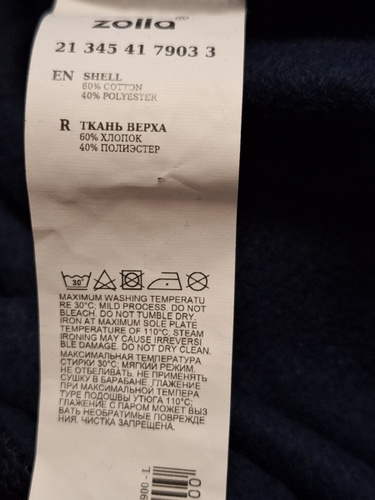 zolla®
21 345 41 7903 3
EN SHELL
60% COTTON
40% POLYESTER
R ТКАНЬ ВЕРХА
60% ХЛОПОК
40% ПОЛИЭСТЕР
30°
MAXIMUM WASHING TEMPERATU
RE 30°C; MILD PROCESS. DO NOT
BLEACH. DO NOT TUMBLE DRY.
IRON AT MAXIMUM SOLE PLATE
TEMPERATURE OF 110°C; STEAM
IRONING MAY CAUSE IRREVERSI
BLE DAMAGE. DO NOT DRY CLEAN.
МАКСИМАЛЬНАЯ ТЕМПЕРАТУРА
СТИРКИ 30°C; МЯГКИЙ РЕЖИМ.
НЕ ОТБЕЛИВАТЬ. НЕ ПРИМЕНЯТЬ
СУШКУ В БАРАБАНЕ. ГЛАЖЕНИЕ
ПРИ МАКСИМАЛЬНОЙ ТЕМПЕРА
ТУРЕ ПОДОШВЫ УТЮГА 110°C;
ГЛАЖЕНИЕ С ПАРОМ МОЖЕТ ВЫЗ
ВАТЬ НЕОБРАТИМЫЕ ПОВРЕЖДЕ
НИЯ. ЧИСТКА ЗАПРЕЩЕНА.
900 - L